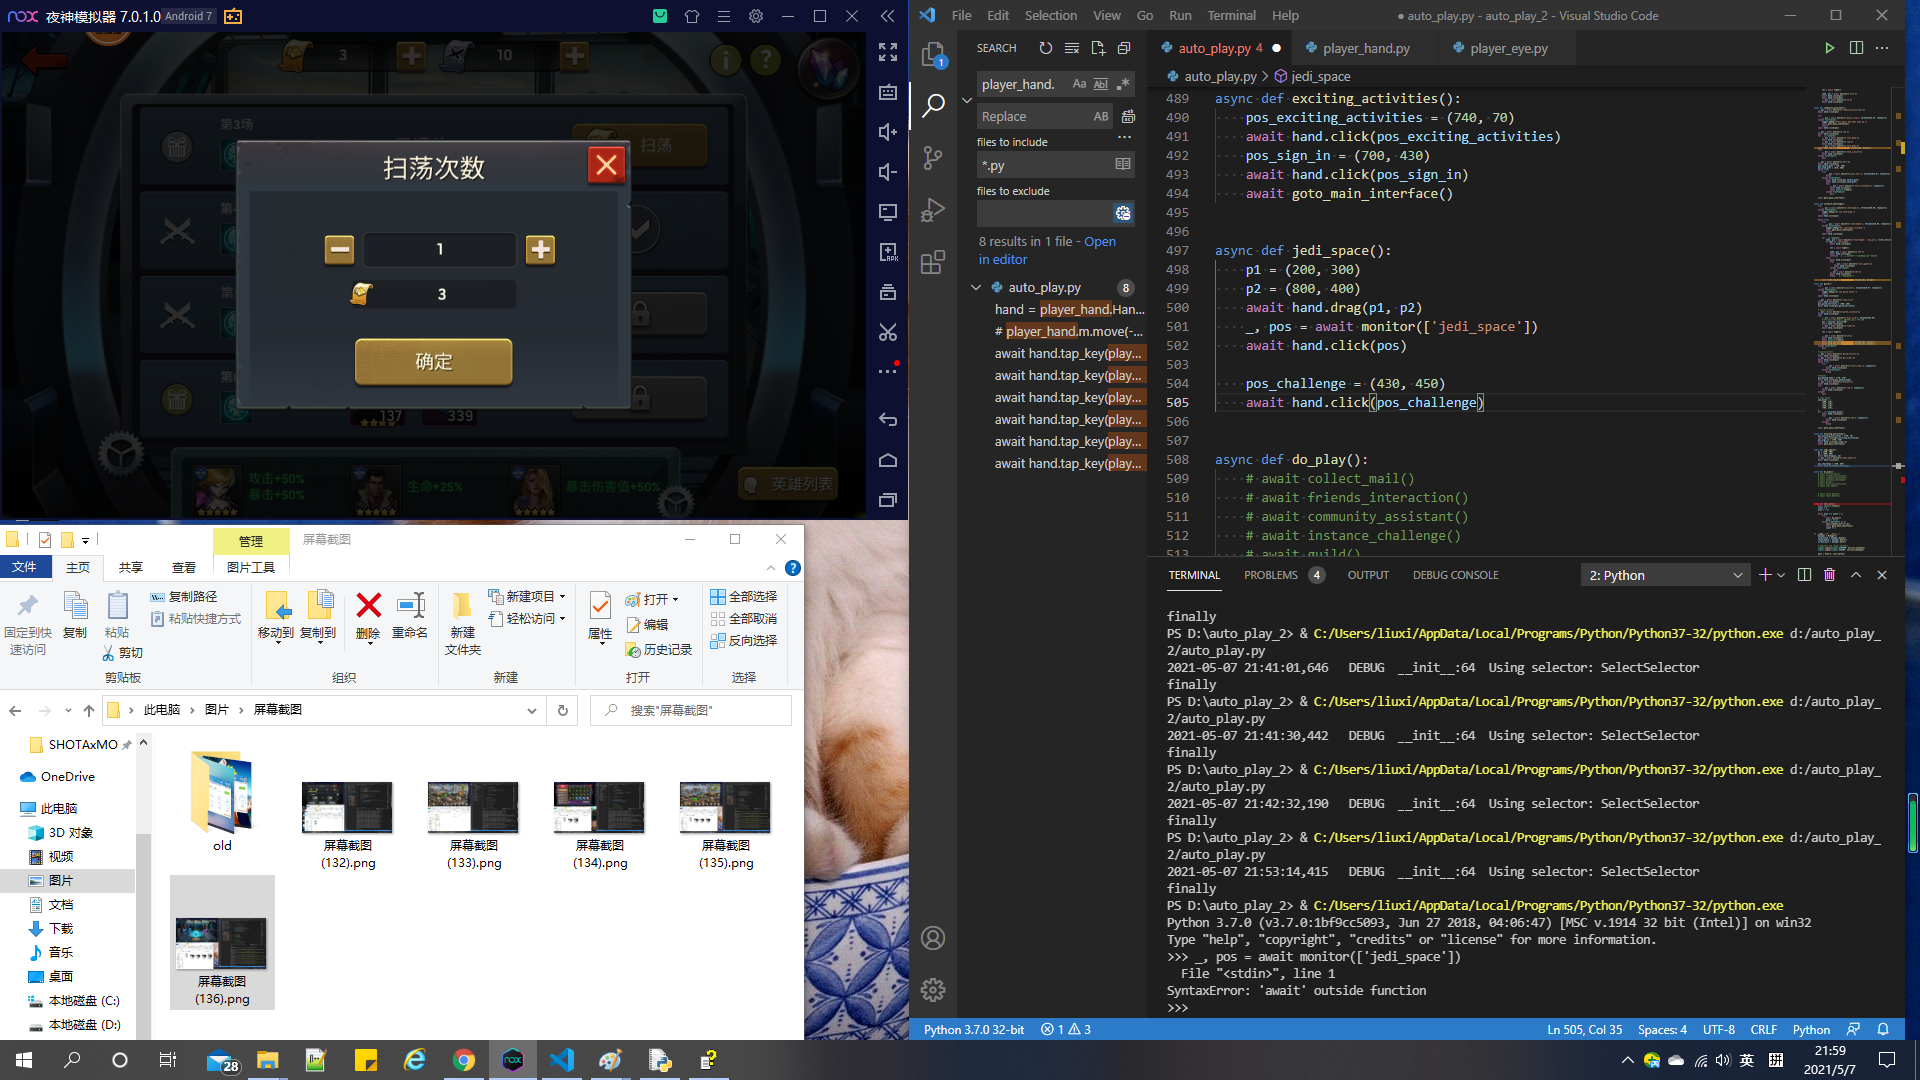 nox 夜神模拟器 7.0.1.0 Android 7
3
10
第3场
扫荡
扫荡次数
1
3
确定
137
339
攻击+50%
暴击+50%
生命+25%
暴击伤害值+50%
英雄列表
管理
屏幕截图
文件
主页
共享
查看
图片工具
固定到快
速访问
复制
粘贴
复制路径
粘贴快捷方式
剪切
剪贴板
移动到
复制到
删除
重命名
组织
新建项目
轻松访问
新建
文件夹
新建
属性
打开
编辑
历史记录
打开
全部选择
全部取消
反向选择
选择
此电脑
图片
屏幕截图
搜索"屏幕截图"
SHOTAxMO
OneDrive
此电脑
3D 对象
视频
图片
文档
下载
音乐
桌面
本地磁盘 (C:)
本地磁盘 (D:)
old
屏幕截图
(132).png
屏幕截图
(133).png
屏幕截图
(134).png
屏幕截图
(135).png
屏幕截图
(136).png
File Edit Selection View Go Run Terminal Help
● auto_play.py - auto_play_2 - Visual Studio Code
1
SEARCH
player_hand.
Aa
Replace
AB
files to include
*.py
files to exclude
8 results in 1 file - Open
in editor
auto_play.py 8
hand = player_hand.Han...
# player_hand.m.move(-...
await hand.tap_key(play...
await hand.tap_key(play...
await hand.tap_key(play...
await hand.tap_key(play...
await hand.tap_key(play...
await hand.tap_key(play...
auto_play.py 4
player_hand.py
player_eye.py
auto_play.py > jedi_space
489 async def exciting_activities():
490 pos_exciting_activities = (740, 70)
491 await hand.click(pos_exciting_activities)
492 pos_sign_in = (700, 430)
493 await hand.click(pos_sign_in)
494 await goto_main_interface()
495
496
497 async def jedi_space():
498 p1 = (200, 300)
499 p2 = (800, 400)
500 await hand.drag(p1, p2)
501 _, pos = await monitor(['jedi_space'])
502 await hand.click(pos)
503
504 pos_challenge = (430, 450)
505 await hand.click(pos_challenge)
506
507
508 async def do_play():
509 # await collect_mail()
510 # await friends_interaction()
511 # await community_assistant()
512 # await instance_challenge()
513 # await guild()
TERMINAL PROBLEMS 4 OUTPUT DEBUG CONSOLE
2: Python
finally
PS D:\auto_play_2> & C:/Users/liuxi/AppData/Local/Programs/Python/Python37-32/python.exe d:/auto_play_
2/auto_play.py
2021-05-07 21:41:01,646 DEBUG __init__:64 Using selector: SelectSelector
finally
PS D:\auto_play_2> & C:/Users/liuxi/AppData/Local/Programs/Python/Python37-32/python.exe d:/auto_play_
2/auto_play.py
2021-05-07 21:41:30,442 DEBUG __init__:64 Using selector: SelectSelector
finally
PS D:\auto_play_2> & C:/Users/liuxi/AppData/Local/Programs/Python/Python37-32/python.exe d:/auto_play_
2/auto_play.py
2021-05-07 21:42:32,190 DEBUG __init__:64 Using selector: SelectSelector
finally
PS D:\auto_play_2> & C:/Users/liuxi/AppData/Local/Programs/Python/Python37-32/python.exe d:/auto_play_
2/auto_play.py
2021-05-07 21:53:14,415 DEBUG __init__:64 Using selector: SelectSelector
finally
PS D:\auto_play_2> & C:/Users/liuxi/AppData/Local/Programs/Python/Python37-32/python.exe
Python 3.7.0 (v3.7.0:1bf9cc5093, Jun 27 2018, 04:06:47) [MSC v.1914 32 bit (Intel)] on win32
Type "help", "copyright", "credits" or "license" for more information.
>>> _, pos = await monitor(['jedi_space'])
File "<stdin>", line 1
SyntaxError: 'await' outside function
>>>
Python 3.7.0 32-bit 1 3
Ln 505, Col 35 Spaces: 4 UTF-8 CRLF Python
28
英
21:59
2021/5/7